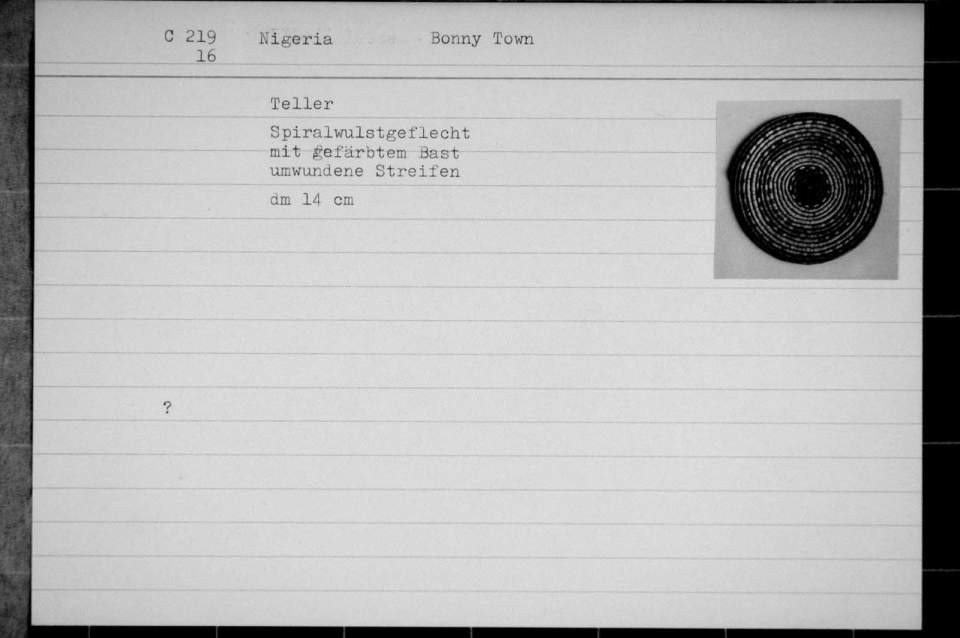 C 219 Nigeria Bonny Town
16
Teller
Spiralwulstgeflecht
mit gefärbtem Bast
umwundene Streifen
dm 14 cm
?